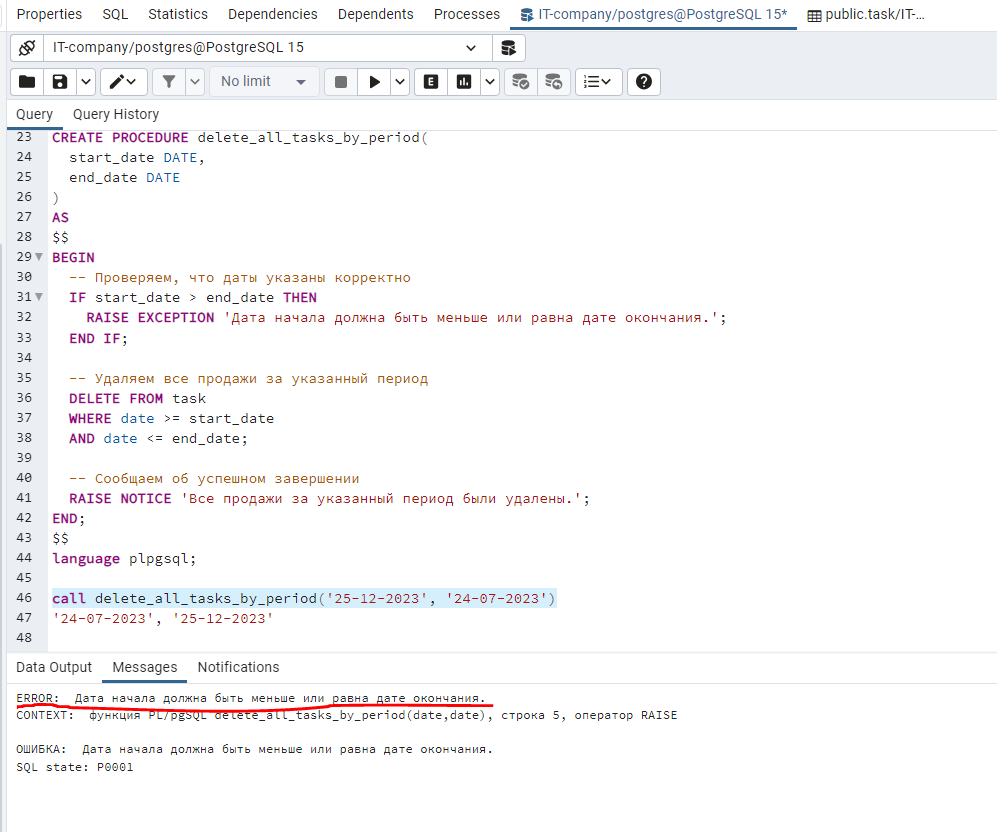 Properties SQL Statistics Dependencies Dependents Processes IT-company/postgres@PostgreSQL 15* public.task/IT-...
IT-company/postgres@PostgreSQL 15
No limit E
Query Query History
23 CREATE PROCEDURE delete_all_tasks_by_period(
24 start_date DATE,
25 end_date DATE
26 )
27 AS
28 $$
29 BEGIN
30 -- Проверяем, что даты указаны корректно
31 IF start_date > end_date THEN
32 RAISE EXCEPTION 'Дата начала должна быть меньше или равна дате окончания.';
33 END IF;
34
35 -- Удаляем все продажи за указанный период
36 DELETE FROM task
37 WHERE date >= start_date
38 AND date <= end_date;
39
40 -- Сообщаем об успешном завершении
41 RAISE NOTICE 'Все продажи за указанный период были удалены.';
42 END;
43 $$
44 language plpgsql;
45
46 call delete_all_tasks_by_period('25-12-2023', '24-07-2023')
47 '24-07-2023', '25-12-2023'
48
Data Output Messages Notifications
ERROR: Дата начала должна быть меньше или равна дате окончания.
CONTEXT: функция PL/pgSQL delete_all_tasks_by_period(date,date), строка 5, оператор RAISE
ОШИБКА: Дата начала должна быть меньше или равна дате окончания.
SQL state: P0001